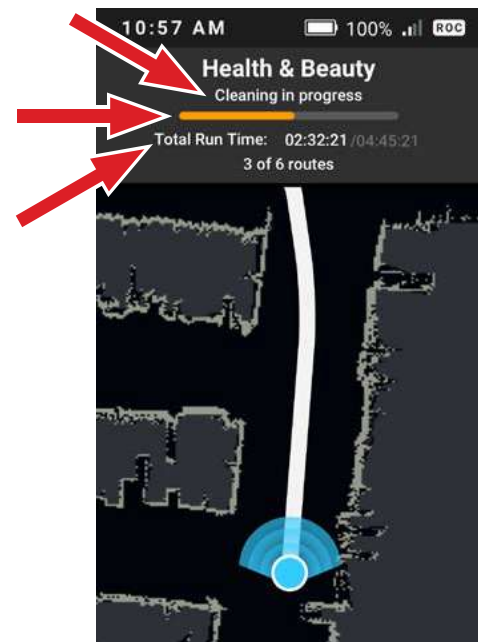 10:57 AM 100% ROC
Health & Beauty
Cleaning in progress
Total Run Time: 02:32:21 /04:45:21
3 of 6 routes